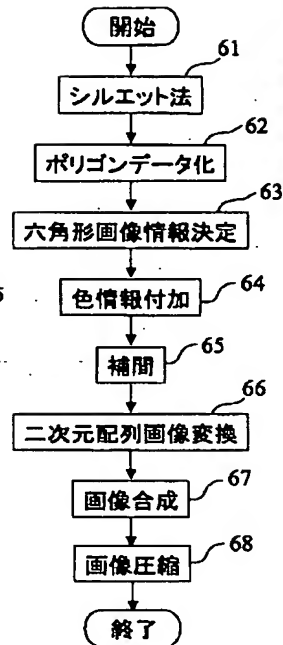 開始
61
シルエット法
62
ポリゴンデータ化
63
六角形画像情報決定
64
色情報付加
65
補間
66
二次元配列画像変換
67
画像合成
68
画像圧縮
終了